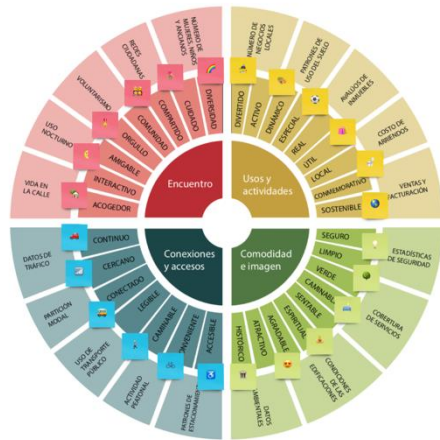 NÚMERO DE
MUJERES, NIÑOS
Y ANCIANOS
REDES
CIUDADANAS
VOLUNTARISMO
USO
NOCTURNO
VIDA EN
LA CALLE
DIVERSIDAD
CUIDADO
COMPARTIDO
COMUNIDAD
ORGULLO
AMIGABLE
INTERACTIVO
ACOGEDOR
Encuentro
NÚMERO
DE NEGOCIOS
LOCALES
PATRONES DE
USO DEL SUELO
AVALÚOS DE
INMUEBLES
COSTO DE
ARRIENDOS
VENTAS Y
FACTURACIÓN
DIVERTIDO
ACTIVO
DINÁMICO
ESPECIAL
REAL
UTIL
LOCAL
CONMEMORATIVO
SOSTENIBLE
Usos y
actividades
Conexiones
y accesos
CONTINUO
CERCANO
CONECTADO
LEGIBLE
CAMINABLE
CONVENIENTE
ACCESIBLE
DATOS DE
TRÁFICO
PARTICIÓN
MODAL
USO DE
TRANSPORTE
PÚBLICO
ACTIVIDAD
PEATONAL
PATRONES DE
ESTACIONAMIENTO
Comodidad
e imagen
SEGURO
LIMPIO
VERDE
CAMINABLE
SENTABLE
ESPIRITUAL
AGRADABLE
ATRACTIVO
HISTÓRICO
ESTADÍSTICAS
DE SEGURIDAD
COBERTURA
DE SERVICIOS
CONDICIONES
DE LAS
EDIFICACIONES
DATOS
AMBIENTALES